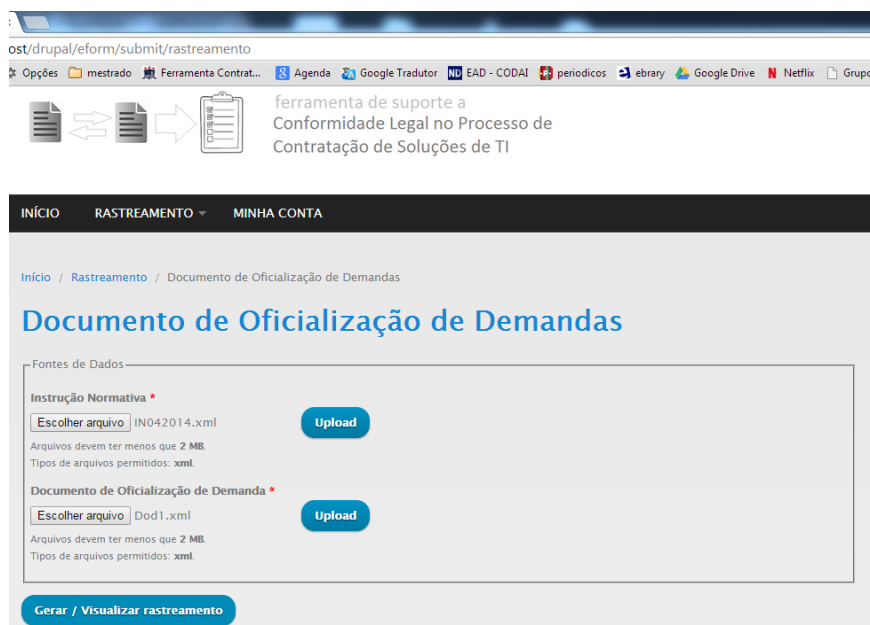 ost/drupal/eform/submit/rastreamento
Opções mestrado Ferramenta Contrat... 8 Agenda Google Tradutor ND EAD - CODAI periodicos ebrary Google Drive N Netflix Grupo
ferramenta de suporte a
Conformidade Legal no Processo de
Contratação de Soluções de TI
INÍCIO RASTREAMENTO MINHA CONTA
Início / Rastreamento / Documento de Oficialização de Demandas
Documento de Oficialização de Demandas
Fontes de Dados
Instrução Normativa *
Escolher arquivo IN042014.xml Upload
Arquivos devem ter menos que 2 MB.
Tipos de arquivos permitidos: xml.
Documento de Oficialização de Demanda *
Escolher arquivo Dod1.xml Upload
Arquivos devem ter menos que 2 MB.
Tipos de arquivos permitidos: xml.
Gerar / Visualizar rastreamento